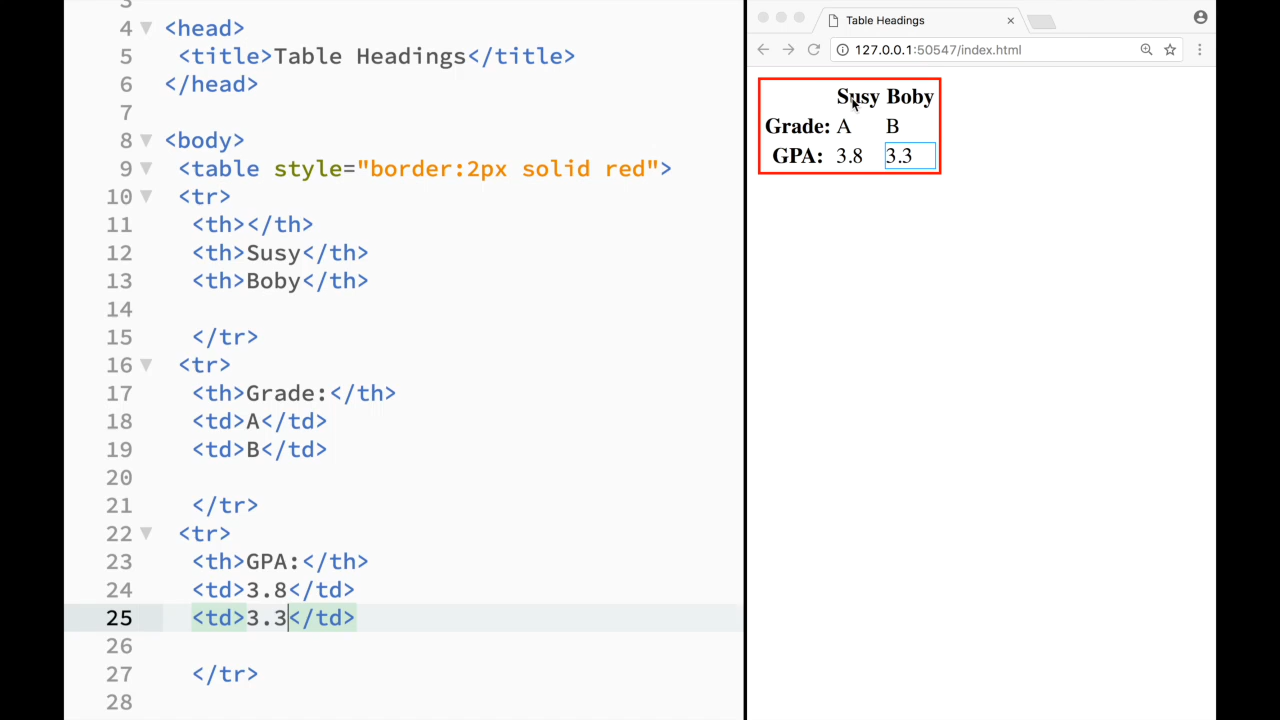 3
4 <head>
5 <title>Table Headings</title>
6 </head>
7
8 <body>
9 <table style="border:2px solid red">
10 <tr>
11 <th></th>
12 <th>Susy</th>
13 <th>Boby</th>
14
15 </tr>
16 <tr>
17 <th>Grade:</th>
18 <td>A</td>
19 <td>B</td>
20
21 </tr>
22 <tr>
23 <th>GPA:</th>
24 <td>3.8</td>
25 <td>3.3</td>
26
27 </tr>
28
Table Headings
127.0.0.1:50547/index.html
Susy Boby
Grade: A B
GPA: 3.8 3.3